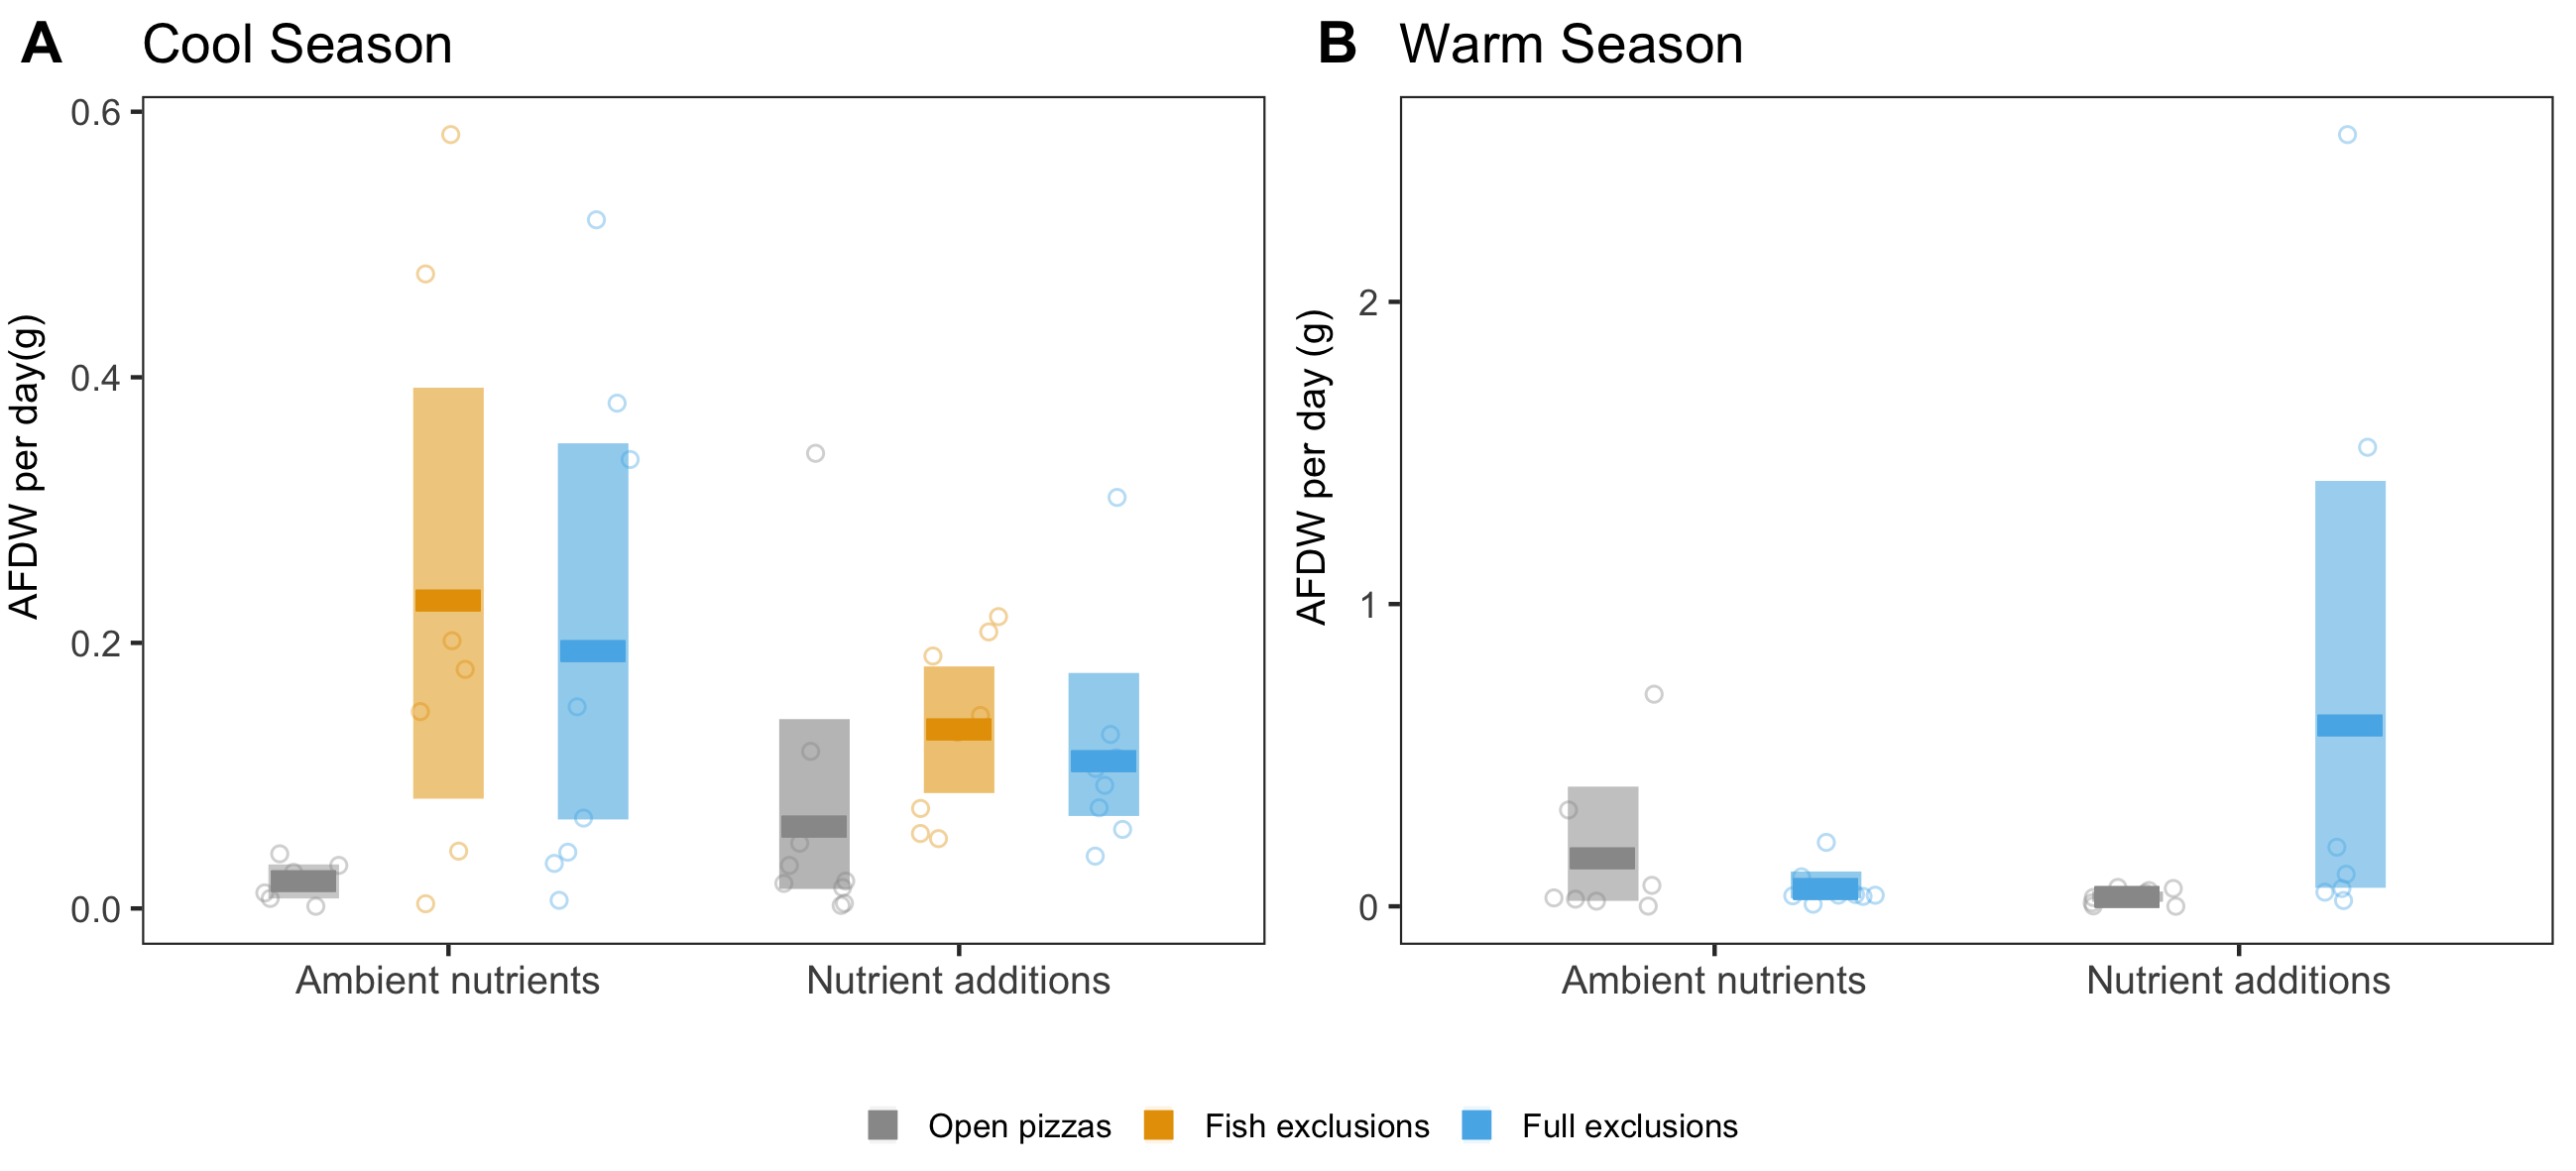 A Cool Season
B Warm Season
AFDW per day(g)
0.6
0.4
0.2
0.0
Ambient nutrients
Nutrient additions
AFDW per day (g)
2
1
0
Ambient nutrients
Nutrient additions
Open pizzas Fish exclusions Full exclusions